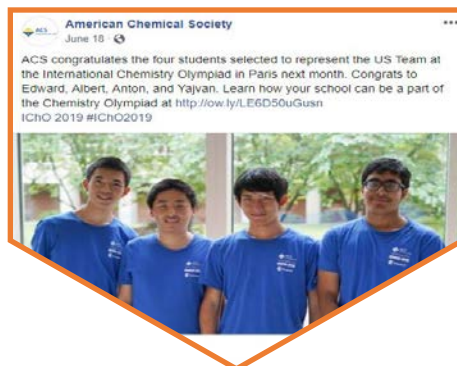 American Chemical Society
June 18 ·
ACS congratulates the four students selected to represent the US Team at
the International Chemistry Olympiad in Paris next month. Congrats to
Edward, Albert, Anton, and Yajvan. Learn how your school can be a part of
the Chemistry Olympiad at http://ow.ly/LE6D50uGusn
IChO 2019 #IChO2019